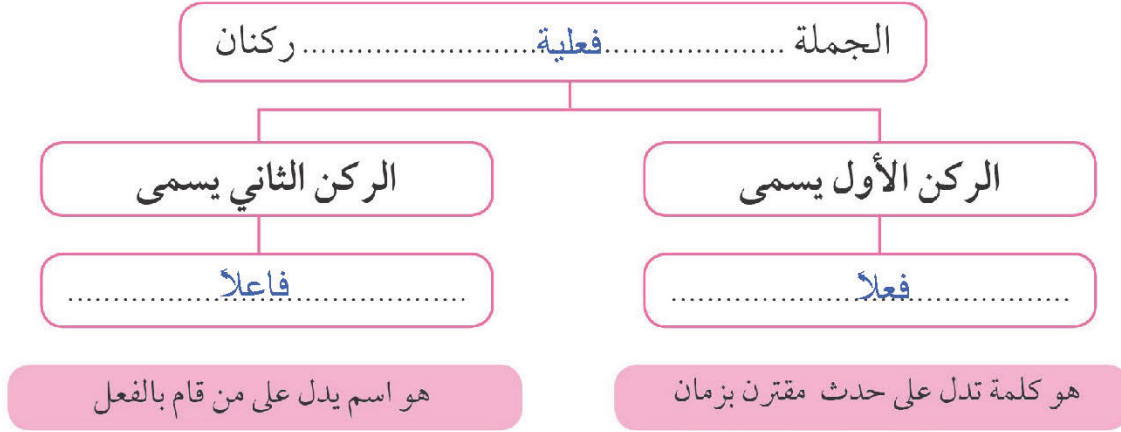 الجملة ....................فعلية......................... ركنان
الركن الأول يسمى
الركن الثاني يسمى
فعلاً
فاعلاً
هو كلمة تدل على حدث مقترن بزمان
هو اسم يدل على من قام بالفعل